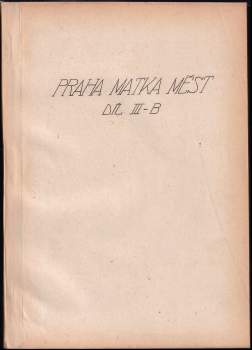 PRAHA MATKA MĚST
DÍL III-B